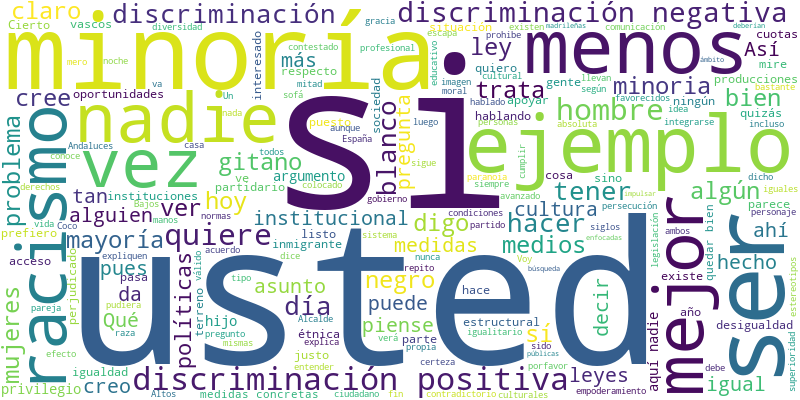 claro
discriminación
discriminación negativa
Cierto
vascos
diversidad
gracia
contestado
madrileñas
existen
comunicación
deberían
minoría
menos
cuotas
ley
Así
mero
noche
escapa
profesional
situación
prohibe
ámbito
bastante
más
interesado
quiero
cultural
llevan
producciones
cree
oportunidades
respecto
mitad
imagen
moral
educativo
gente
favorecidos
ningún
va
sofá
Un
nada
puesto
sociedad
trata
minoria
según
idea
incluso
bien
nadie
si
hablando
hablado
apoyar
hombre
personas
absoluta
quizás
integrarse
problema
racismo
Andaluces
casa
aunque
España
luego
pregunta
blanco
ejemplo
conoce
todos
vez
gitano
argumento
sigue
paranoia
siempre
cumplir
sino
dicho
derechos
instituciones
ve
partidario
colocado
gobierno
avanzado
cosa
persecución
iguales
impulsar
tan
ver
hoy
tener
algún
parece
personaje
vida
Bajos
manos
normas
condiciones
partido
siglos
cultura
ahí
alguien
institucional
digo
hacer
ambos
prefiero
Coco
inmigrante
listo
nunca
medidas
medios
legislación
quedar bien
mayoría
quiere
usted
mejor
ser
hecho
acceso
pues
válido
sistema
acuerdo
repito
Voy
búsqueda
enfocadas
existe
año
estereotipos
superioridad
perjudicado
pasa
da
políticas
terreno
asunto
dice
negro
puede
decir
desigualdad
mujeres
pareja
pudiera
Qué
hijo
tipo
día
piense
hace
estructural
sí
aquí nadie
debe
raza
étnica
explica
parte
verá
sido
propia
igualitario
públicas
porfavor
privilegio
efecto
igualdad
creo
pregunto
mismas
justo
entender
certeza
expliquen
leyes
igual
Altos
medidas concretas
Alcalde
ciudadano
fin
contradictorio
culturales
empoderamiento
discriminación positiva